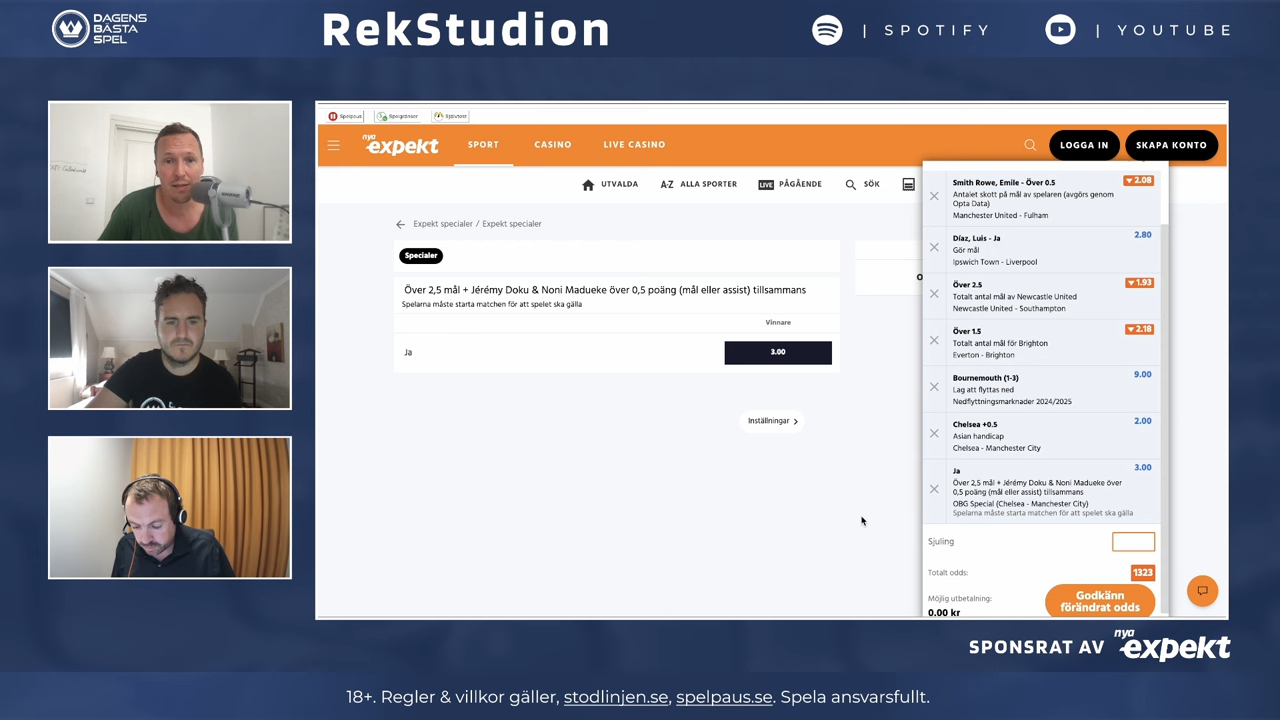 DAGENS
BÄSTA
SPEL
RekStudion
| SPOTIFY
| YOUTUBE
Spelpaus
Spelgränser
Självtest
nya
expekt
SPORT
CASINO
LIVE CASINO
LOGGA IN
SKAPA KONTO
UTVALDA
A-Z ALLA SPORTER
LIVE PÅGÅENDE
SÖK
Expekt specialer / Expekt specialer
Specialer
Över 2,5 mål + Jérémy Doku & Noni Madueke över 0,5 poäng (mål eller assist) tillsammans
Spelarna måste starta matchen för att spelet ska gälla
Vinnare
Ja
3.00
Inställningar
O
Smith Rowe, Emile - Över 0.5
2.08
Antalet skott på mål av spelaren (avgörs genom
Opta Data)
Manchester United - Fulham
Díaz, Luis - Ja
2.80
Gör mål
Ipswich Town - Liverpool
Över 2.5
1.93
Totalt antal mål av Newcastle United
Newcastle United - Southampton
Över 1.5
2.18
Totalt antal mål för Brighton
Everton - Brighton
Bournemouth (1-3)
9.00
Lag att flyttas ned
Nedflyttningsmarknader 2024/2025
Chelsea +0.5
2.00
Asian handicap
Chelsea - Manchester City
Ja
3.00
Över 2,5 mål + Jérémy Doku & Noni Madueke över
0,5 poäng (mål eller assist) tillsammans
OBG Special (Chelsea - Manchester City)
Spelarna måste starta matchen för att spelet ska gälla
Sjuling
Totalt odds:
1323
Möjlig utbetalning:
0.00 kr
Godkänn
förändrat odds
SPONSRAT AV
nya
expekt
18+. Regler & villkor gäller, stodlinjen.se, spelpaus.se. Spela ansvarsfullt.